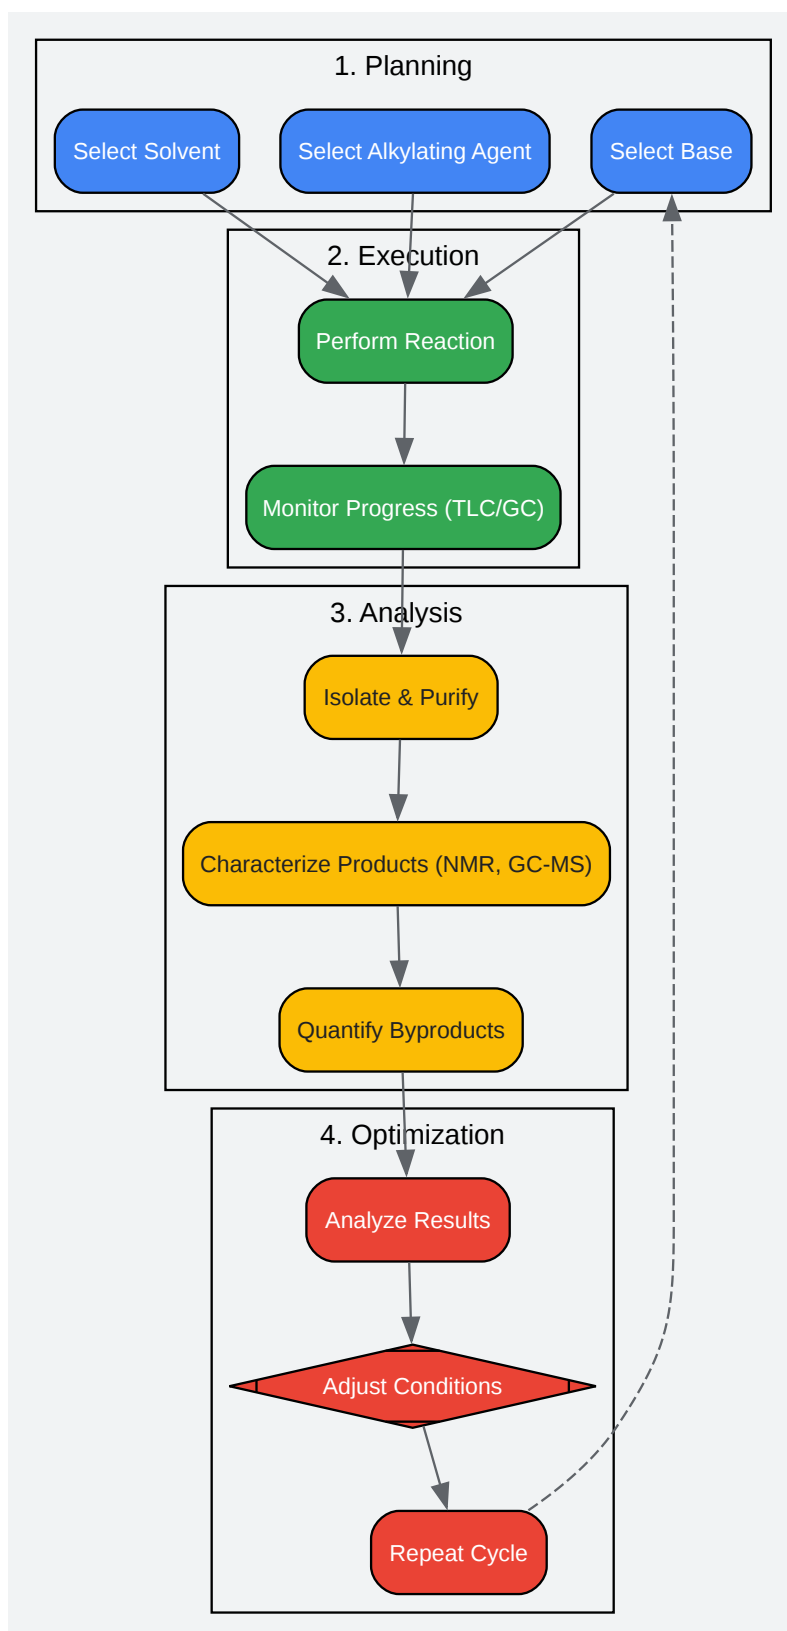 1. Planning
Select Solvent
Select Alkylating Agent
Select Base
2. Execution
Perform Reaction
Monitor Progress (TLC/GC)
3. Analysis
Isolate & Purify
Characterize Products (NMR, GC-MS)
Quantify Byproducts
4. Optimization
Analyze Results
Adjust Conditions
Repeat Cycle